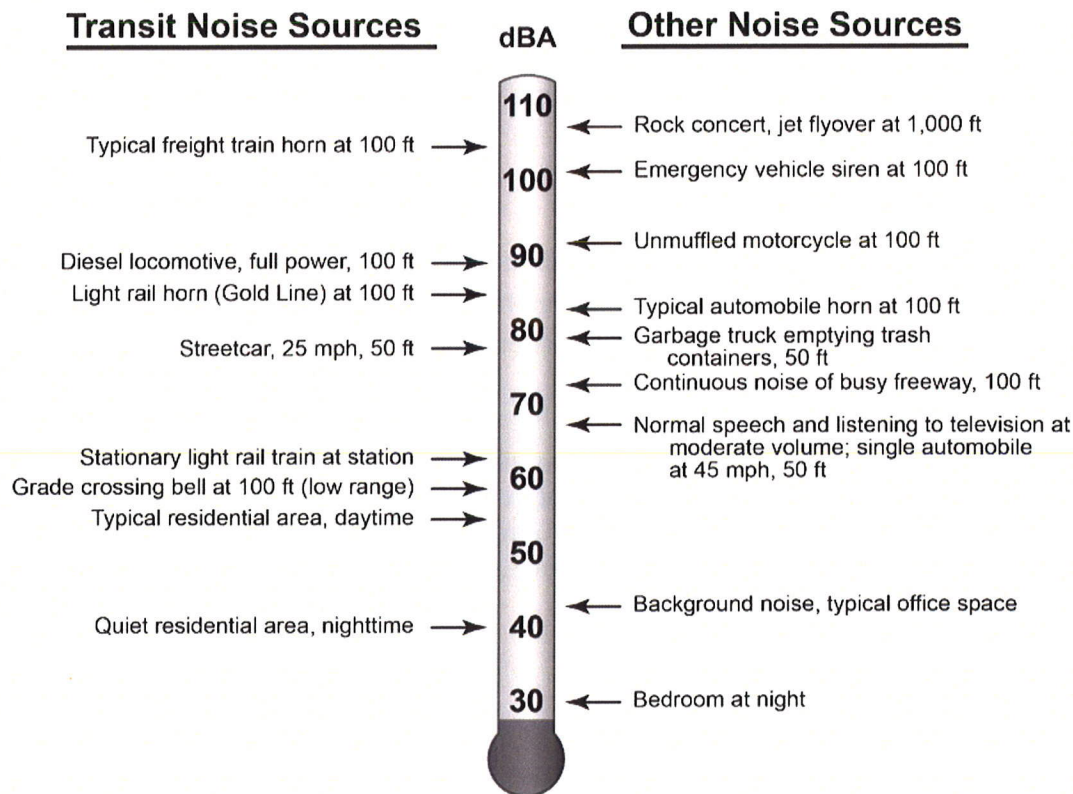 Transit Noise Sources
dBA
Other Noise Sources
110
Rock concert, jet flyover at 1,000 ft
Typical freight train horn at 100 ft
Emergency vehicle siren at 100 ft
100
Unmuffled motorcycle at 100 ft
90
Diesel locomotive, full power, 100 ft
Light rail horn (Gold Line) at 100 ft
Typical automobile horn at 100 ft
80
Garbage truck emptying trash
containers, 50 ft
Streetcar, 25 mph, 50 ft
Continuous noise of busy freeway, 100 ft
70
Normal speech and listening to television at
moderate volume; single automobile
at 45 mph, 50 ft
Stationary light rail train at station
60
Grade crossing bell at 100 ft (low range)
Typical residential area, daytime
50
Background noise, typical office space
Quiet residential area, nighttime
40
30
Bedroom at night